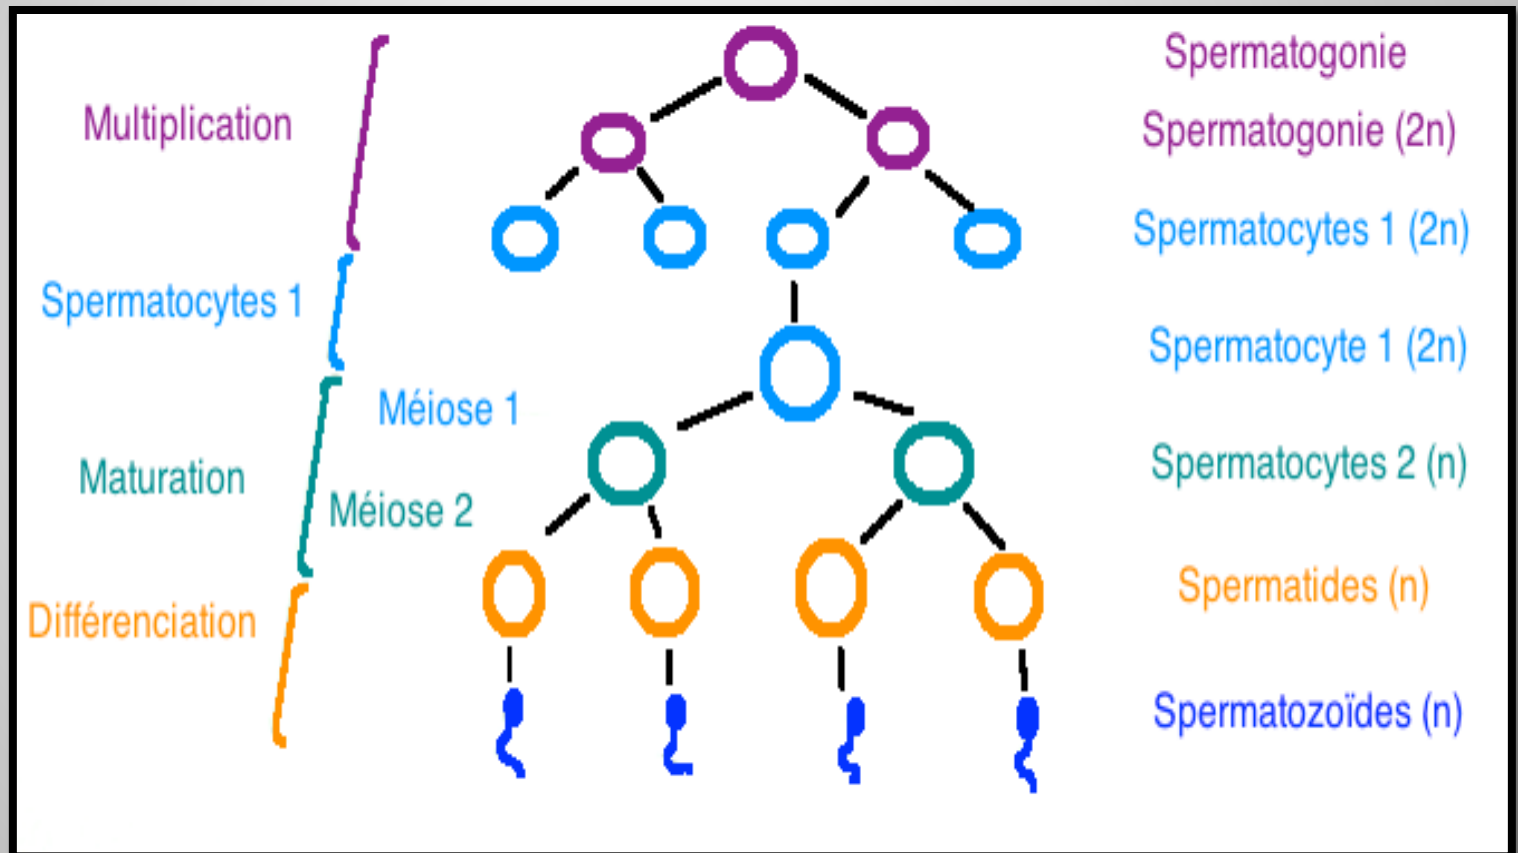 Spermatogonie
Multiplication
Spermatogonie (2n)
Spermatocytes 1 (2n)
Spermatocytes 1
Spermatocyte 1 (2n)
Méiose 1
Maturation
Spermatocytes 2 (n)
Méiose 2
Spermatides (n)
Différenciation
Spermatozoïdes (n)